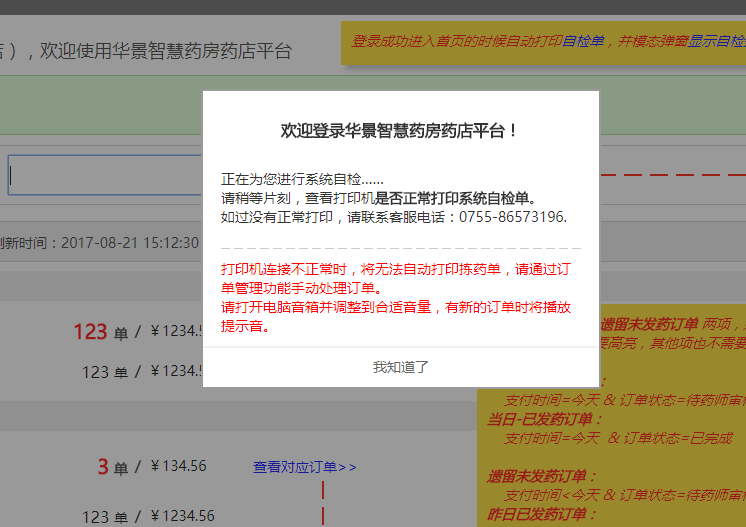 ），欢迎使用华景智慧药房药店平台
登录成功进入首页的时候自动打印自检单，并模态弹窗显示自检
欢迎登录华景智慧药房药店平台！
正在为您进行系统自检……
请稍等片刻，查看打印机是否正常打印系统自检单。
如过没有正常打印，请联系客服电话：0755-86573196.
打印机连接不正常时，将无法自动打印拣药单，请通过订
单管理功能手动处理订单。
请打开电脑音箱并调整到合适音量，有新的订单时将播放
提示音。
我知道了
刷新时间：2017-08-21 15:12:30
123 单 / ￥1234.5
123 单 / ￥1234.5
3 单 / ￥134.56 查看对应订单>>
123 单 / ￥1234.56
遗留未发药订单 两项，
高亮，其他项也不需要
：
支付时间=今天 & 订单状态=待药师审核
当日-已发药订单：
支付时间=今天 & 订单状态=已完成
遗留未发药订单：
支付时间<今天 & 订单状态=待药师审核
昨日已发药订单：